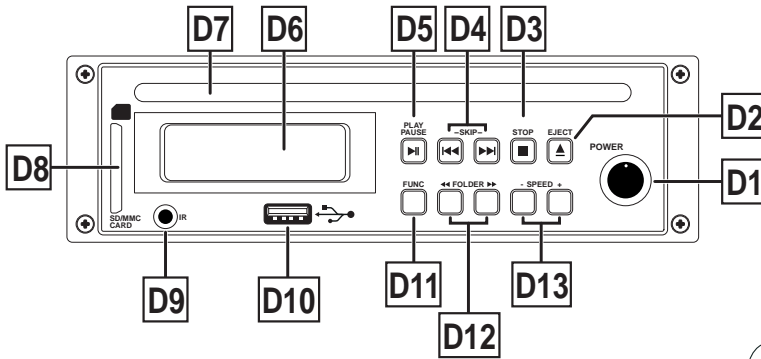 D7 D6 D5 D4 D3
D2
D1
PLAY
PAUSE
–SKIP–
STOP
EJECT
POWER
D8
FUNC
FOLDER
- SPEED +
SD/MMC
CARD
IR
D9
D10
D11
D12
D13